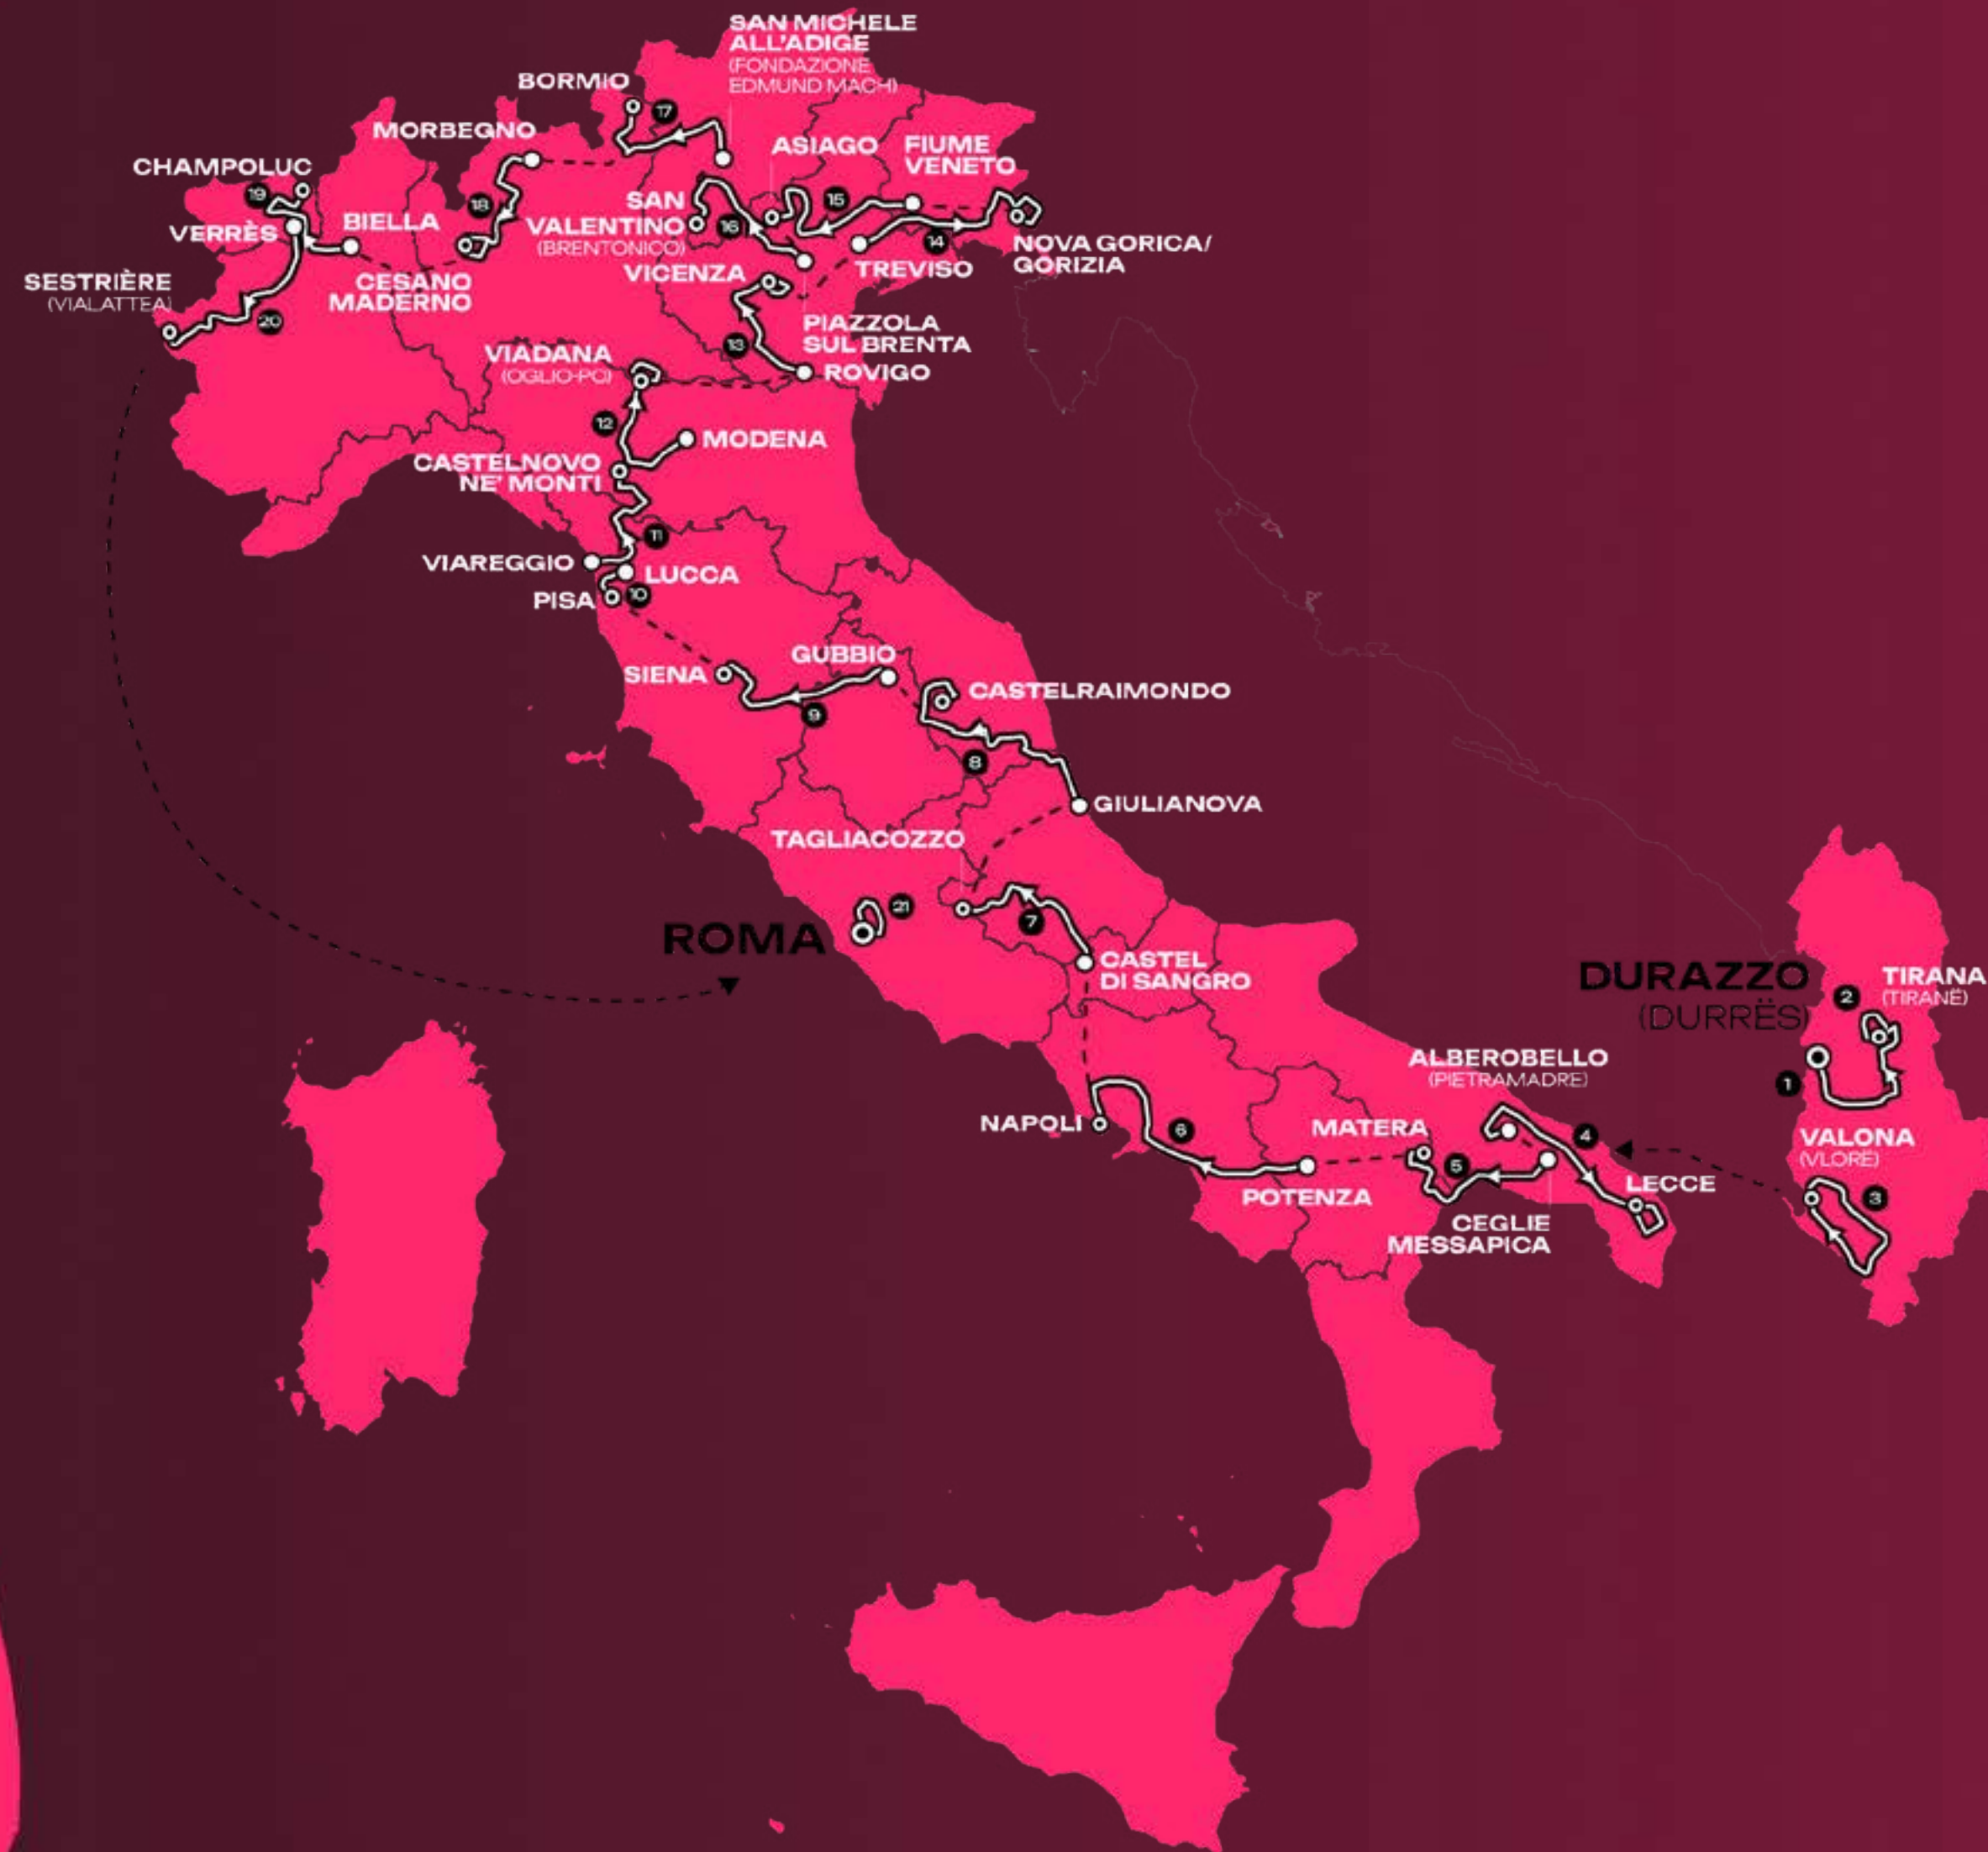 SAN MICHELE
ALL'ADIGE
(FONDAZIONE
EDMUND MACH)
BORMIO
17
MORBEGNO
ASIAGO
FIUME
VENETO
CHAMPOLUC
19
18
SAN
VALENTINO
(BRENTONICO)
16
15
14
VERRÈS
BIELLA
NOVA GORICA/
GORIZIA
TREVISO
VICENZA
SESTRIÈRE
(VIALATTEA)
CESANO
MADERNO
20
PIAZZOLA
SUL BRENTA
13
VIADANA
(OGLIO-PO)
ROVIGO
12
MODENA
CASTELNOVO
NE' MONTI
11
VIAREGGIO
LUCCA
PISA
10
SIENA
GUBBIO
9
CASTELRAIMONDO
8
GIULIANOVA
TAGLIACOZZO
21
ROMA
7
CASTEL
DI SANGRO
DURAZZO
(DURRËS)
2
TIRANA
(TIRANË)
1
ALBEROBELLO
(PIETRAMADRE)
NAPOLI
6
MATERA
5
4
VALONA
(VLORË)
POTENZA
LECCE
3
CEGLIE
MESSAPICA